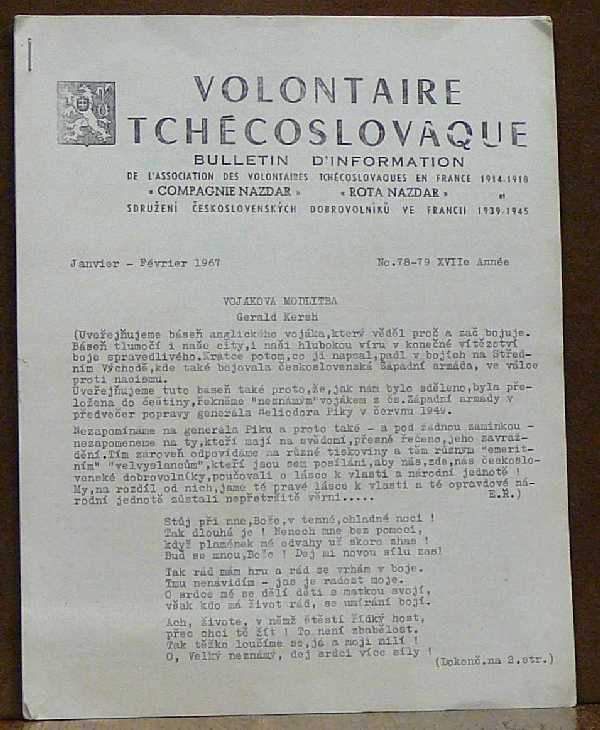 VOLONTAIRE
TCHÉCOSLOVAQUE
BULLETIN D'INFORMATION
DE L'ASSOCIATION DES VOLONTAIRES TCHÉCOSLOVAQUES EN FRANCE 1914-1918
« COMPAGNIE NAZDAR » « ROTA NAZDAR » et
SDRUŽENÍ ČESKOSLOVENSKÝCH DOBROVOLNÍKŮ VE FRANCII 1939-1945
Janvier - Février 1967 No.78-79 XVIIe Année
VOJÁKOVA MODLITBA
Gerald Kersh
(Uveřejňujeme báseň anglického vojáka,který věděl proč a zač bojuje.
Báseň tlumočí i naše city,i naši hlubokou víru v konečné vítězství
boje spravedlivého.Krátce potom,co ji napsal,padl v bojích na Střed-
ním Východě,kde také bojovala československá Západní armáda, ve válce
proti nacismu.
Uveřejňujeme tuto báseň také proto,že,jak nám bylo sděleno,byla pře-
ložena do češtiny,řekněme "neznámým"vojákem z čs.Západní armády v
předvečer popravy generála Heliodora Piky v červnu 1949.
Nezapomínáme na generála Piku a proto také - a pod žádnou záminkou -
nezapomeneme na ty,kteří mají na svědomí,přesně řečeno,jeho zavraž-
dění.Tím zároveň odpovídáme na různé tiskoviny a těm různým "emerit-
ním" "velvyslancům",kteří jsou sem posíláni,aby nás,zde,nás českoslo-
venské dobrovolníky,poučovali o lásce k vlasti a národní jednotě !
My,na rozdíl od nich,jsme té pravé lásce k vlasti a té opravdové ná-
rodní jednotě zůstali nepřetržitě věrni..... E.R.)
Stůj při mne,Bože,v temné,chladné noci !
Tak dlouhá je ! Nenech mne bez pomoci,
když plamének mé odvahy už skoro zhas !
Buď se mnou,Bože ! Dej mi novou sílu zas!
Tak rád mám hru a rád se vrhám v boje.
Tmu nenávidím - jas je radost moje.
O srdce mé se dělí děti s matkou svojí,
však kdo má život rád, se umírání bojí.
Ach, živote, v němž štěstí řídký host,
přec chci tě žít ! To není zbabělost.
Tak těžko loučíme se,já a moji milí !
O, Velký neznámý, dej srdci více síly !
(Dokonč.na 2.str.)